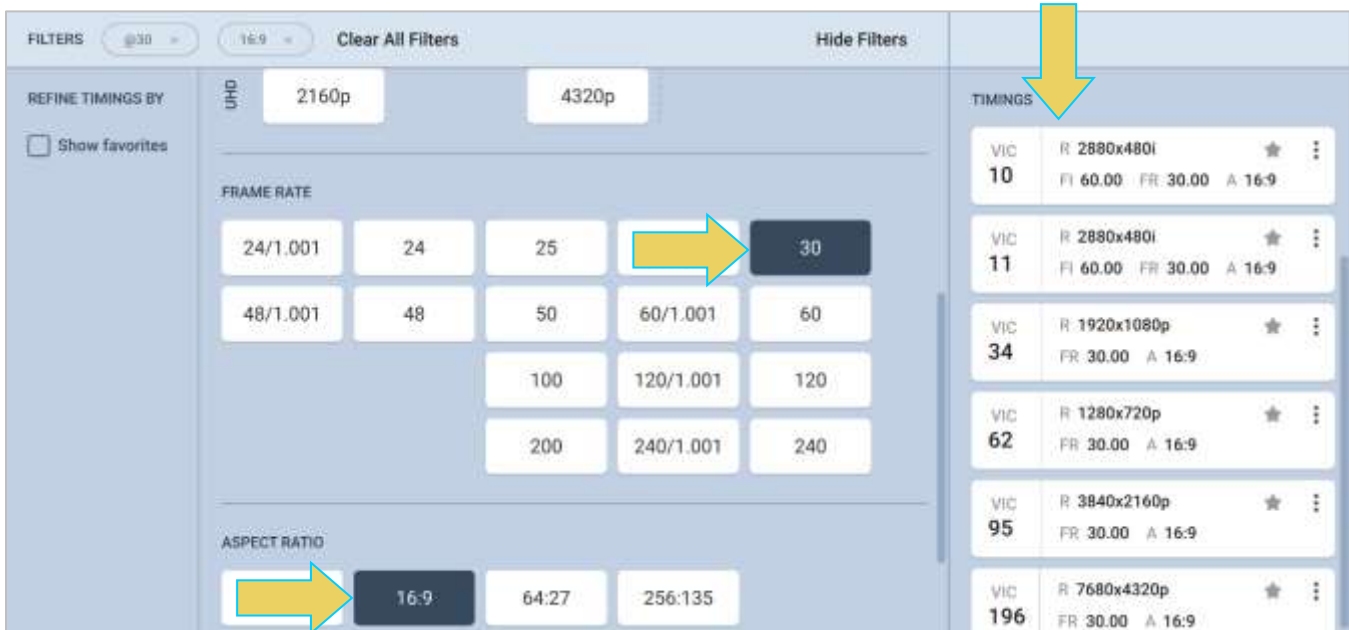 FILTERS @30 × 16:9 × Clear All Filters Hide Filters
REFINE TIMINGS BY
Show favorites
UHD 2160p 4320p
FRAME RATE
24/1.001 24 25 30
48/1.001 48 50 60/1.001 60
100 120/1.001 120
200 240/1.001 240
ASPECT RATIO
16:9 64:27 256:135
TIMINGS
VIC R 2880x480i
10 FI 60.00 FR 30.00 A 16:9
VIC R 2880x480i
11 FI 60.00 FR 30.00 A 16:9
VIC R 1920x1080p
34 FR 30.00 A 16:9
VIC R 1280x720p
62 FR 30.00 A 16:9
VIC R 3840x2160p
95 FR 30.00 A 16:9
VIC R 7680x4320p
196 FR 30.00 A 16:9